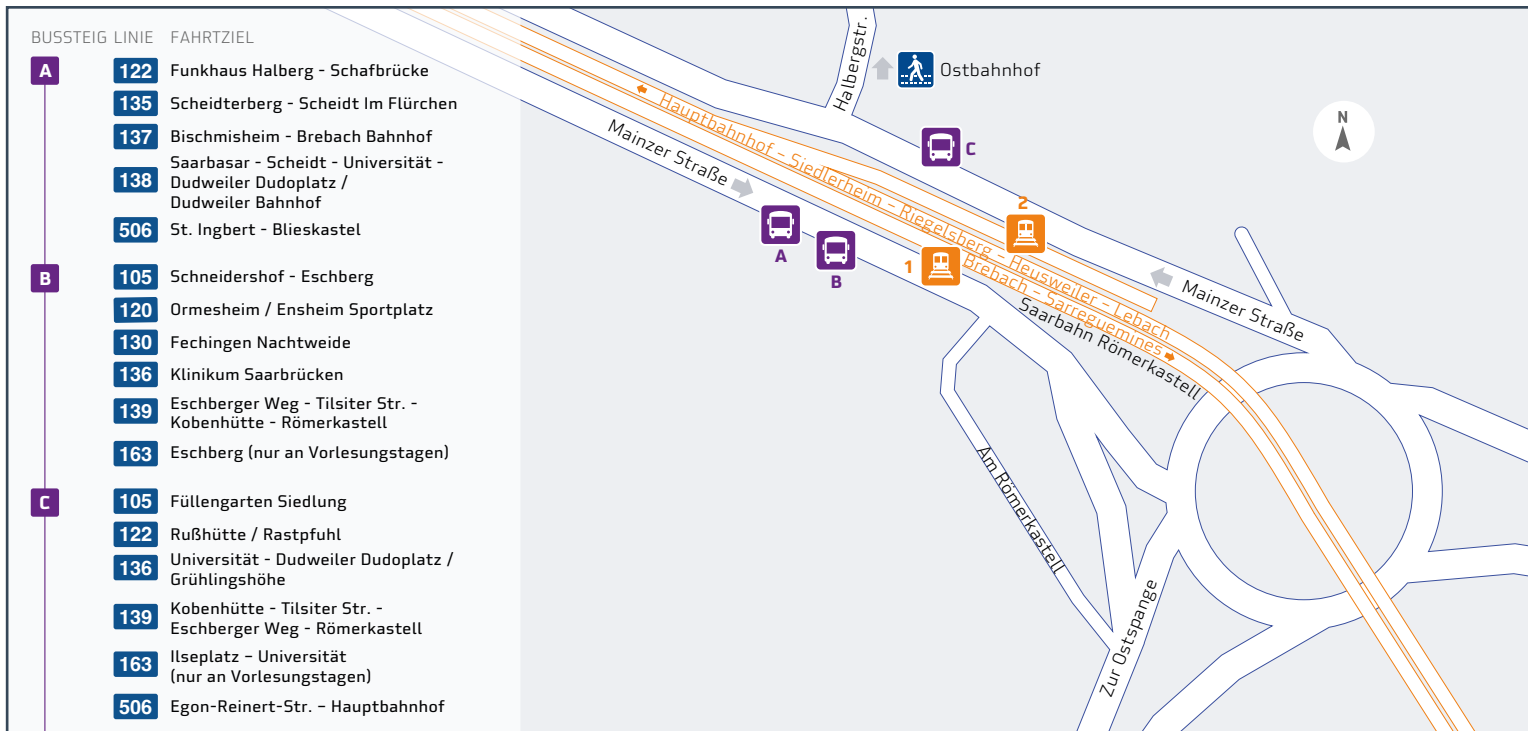 BUSSTEIG LINIE FAHRTZIEL
A
122 Funkhaus Halberg - Schafbrücke
135 Scheidterberg - Scheidt Im Flürchen
137 Bischmisheim - Brebach Bahnhof
138 Saarbasar - Scheidt - Universität -
Dudweiler Dudoplatz /
Dudweiler Bahnhof
506 St. Ingbert - Blieskastel
B
105 Schneidershof - Eschberg
120 Ormesheim / Ensheim Sportplatz
130 Fechingen Nachtweide
136 Klinikum Saarbrücken
139 Eschberger Weg - Tilsiter Str. -
Kobenhütte - Römerkastell
163 Eschberg (nur an Vorlesungstagen)
C
105 Füllengarten Siedlung
122 Rußhütte / Rastpfuhl
136 Universität - Dudweiler Dudoplatz /
Grühlingshöhe
139 Kobenhütte - Tilsiter Str. -
Eschberger Weg - Römerkastell
163 Ilseplatz – Universität
(nur an Vorlesungstagen)
506 Egon-Reinert-Str. – Hauptbahnhof
Halbergstr.
Ostbahnhof
N
Hauptbahnhof – Siedlerheim – Riegelsberg – Heusweiler – Lebach
Mainzer Straße
C
A
B
2
1
Brebach – Sarreguemines
Saarbahn Römerkastell
Mainzer Straße
Am Römerkastell
Zur Ostspange